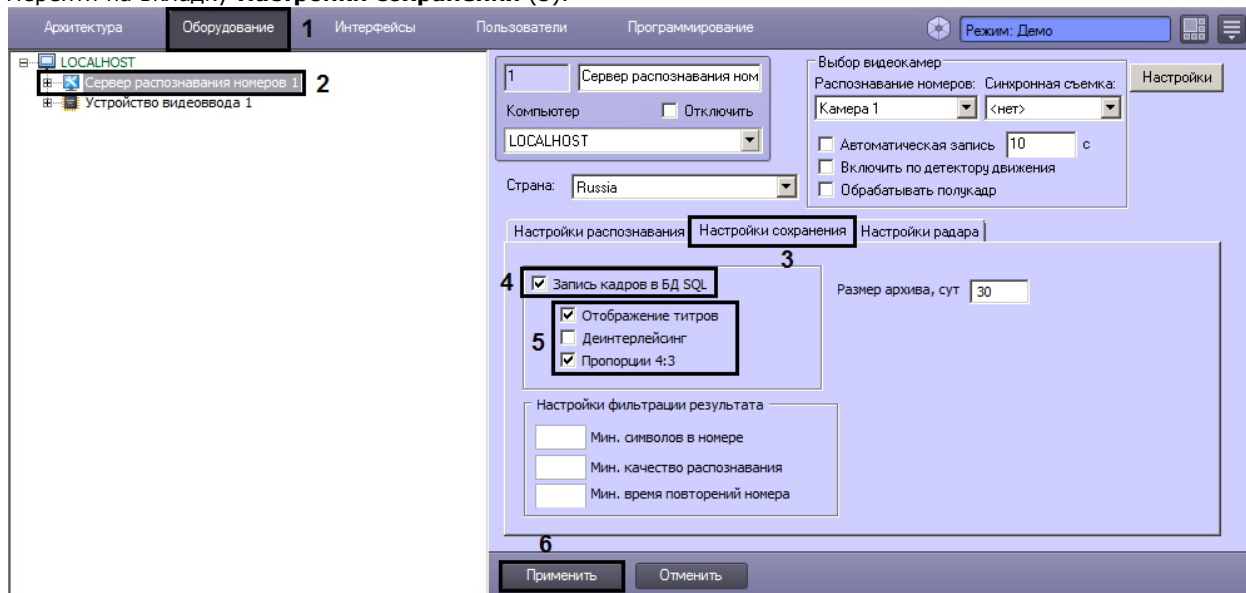 Перейти на вкладку Настройки сохранения (3).
Архитектура Оборудование 1 Интерфейсы Пользователи Программирование Режим: Демо
LOCALHOST
Сервер распознавания номеров 1 2
Устройство видеоввода 1
1 Сервер распознавания ном
Компьютер Отключить
LOCALHOST
Страна: Russia
Выбор видеокамер
Распознавание номеров: Синхронная съемка:
Камера 1 <нет>
Автоматическая запись 10 с
Включить по детектору движения
Обрабатывать полукадр
Настройки
Настройки распознавания Настройки сохранения Настройки радара
3
4 Запись кадров в БД SQL
Отображение титров
5 Деинтерлейсинг
Пропорции 4:3
Размер архива, сут 30
Настройки фильтрации результата
Мин. символов в номере
Мин. качество распознавания
Мин. время повторений номера
6
Применить Отменить